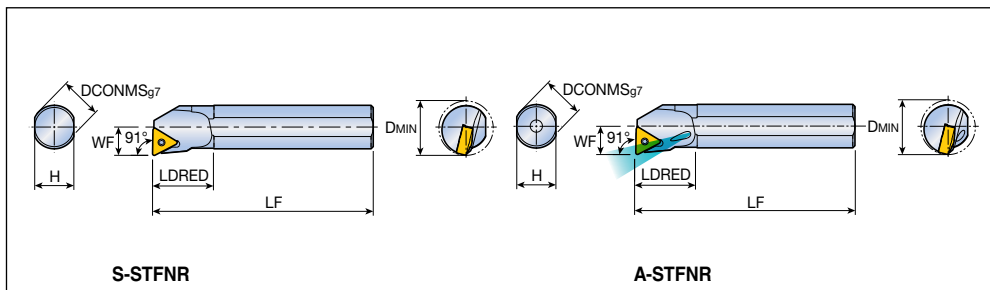 DCONMSg7
WF
91°
H
LDRED
LF
DMIN
S-STFNR
DCONMSg7
WF
91°
H
LDRED
LF
DMIN
A-STFNR